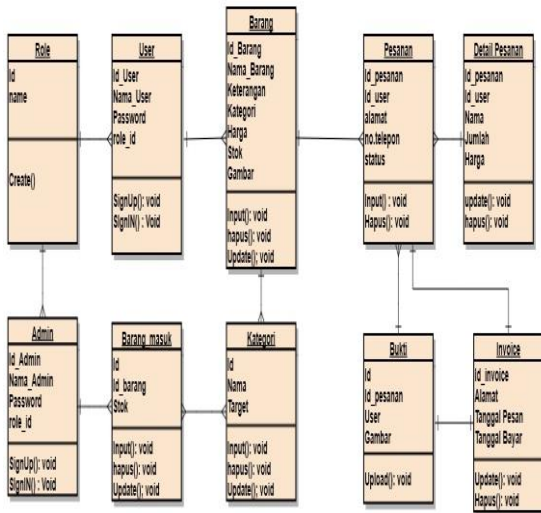 Role
Id
name
Create()
User
Id_User
Nama_User
Password
role_id
SignUp(): void
SignIN() : Void
Barang
Id_Barang
Nama_Barang
Keterangan
Kategori
Harga
Stok
Gambar
Input(): void
hapus(): void
Update(); void
Pesanan
Id_pesanan
Id_user
alamat
no.telepon
status
Input() : void
Hapus(): void
Detail Pesanan
Id_pesanan
Id_user
Nama
Jumlah
Harga
update(): void
hapus(): void
Admin
Id_Admin
Nama_Admin
Password
role_id
SignUp(): void
SignIN() : Void
Barang_masuk
Id
Id_barang
Stok
Input(): void
hapus(): void
Update(); void
Kategori
Id
Nama
Target
Input(): void
hapus(): void
Update(); void
Bukti
Id
Id_pesanan
User
Gambar
Upload(): void
Invoice
Id_invoice
Alamat
Tanggal Pesan
Tanggal Bayar
Update(): void
Hapus(): void